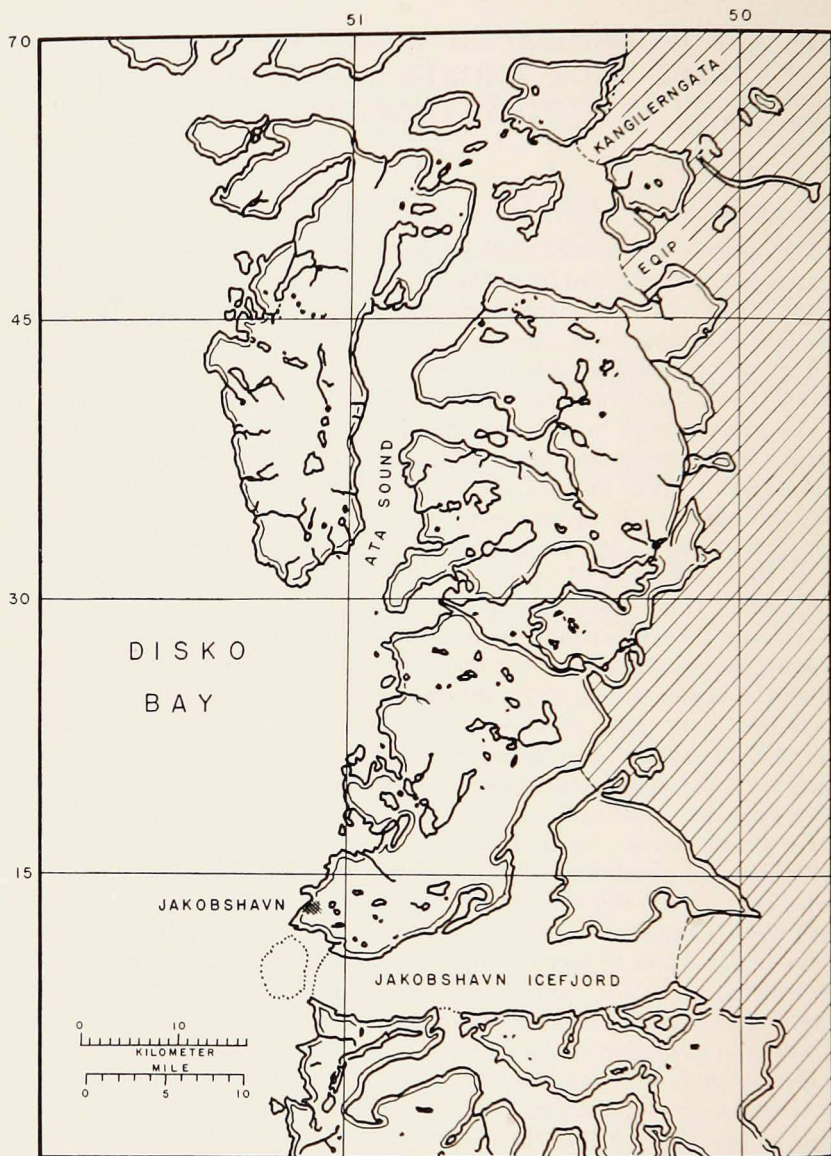 51
50
70
KANGILERNGATA
EQIP
45
ATA SOUND
30
DISKO
BAY
15
JAKOBSHAVN
JAKOBSHAVN ICEFJORD
0 10
KILOMETER
MILE
0 5 10